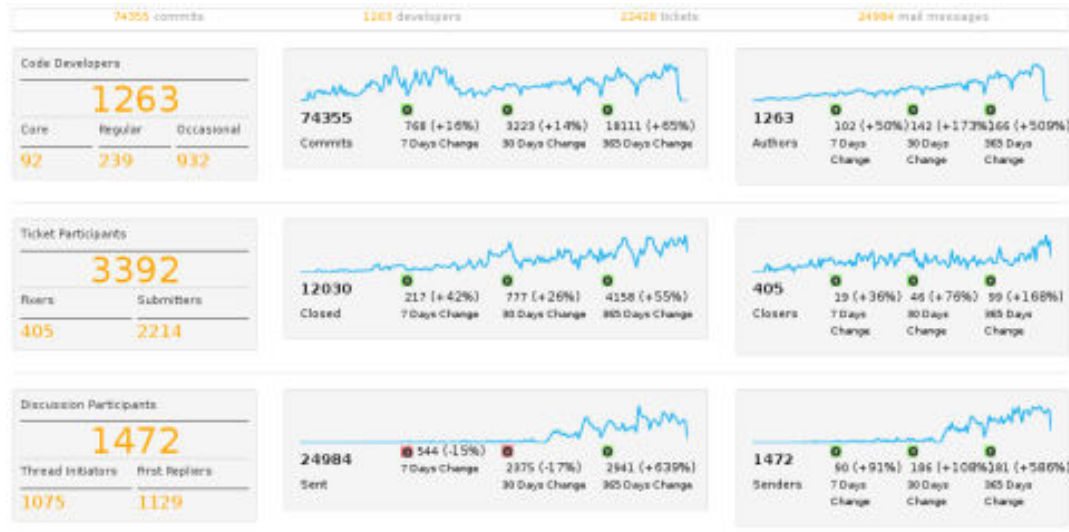 74355 commits 1263 developers 22428 tickets 24984 mail messages
Code Developers
1263
Core Regular Occasional
92 239 932
74355
Commits
768 (+16%) 3223 (+14%) 18111 (+65%)
7 Days Change 30 Days Change 365 Days Change
1263
Authors
102 (+50%) 142 (+173%) 166 (+509%)
7 Days 30 Days 365 Days
Change Change Change
Ticket Participants
3392
Fixers Submitters
405 2214
12030
Closed
217 (+42%) 777 (+26%) 4158 (+55%)
7 Days Change 30 Days Change 365 Days Change
405
Closers
19 (+36%) 46 (+76%) 99 (+168%)
7 Days 30 Days 365 Days
Change Change Change
Discussion Participants
1472
Thread Initiators First Repliers
1075 1129
24984
Sent
544 (-15%) 2375 (-17%) 2941 (+639%)
7 Days Change 30 Days Change 365 Days Change
1472
Senders
90 (+91%) 186 (+108%) 181 (+586%)
7 Days 30 Days 365 Days
Change Change Change